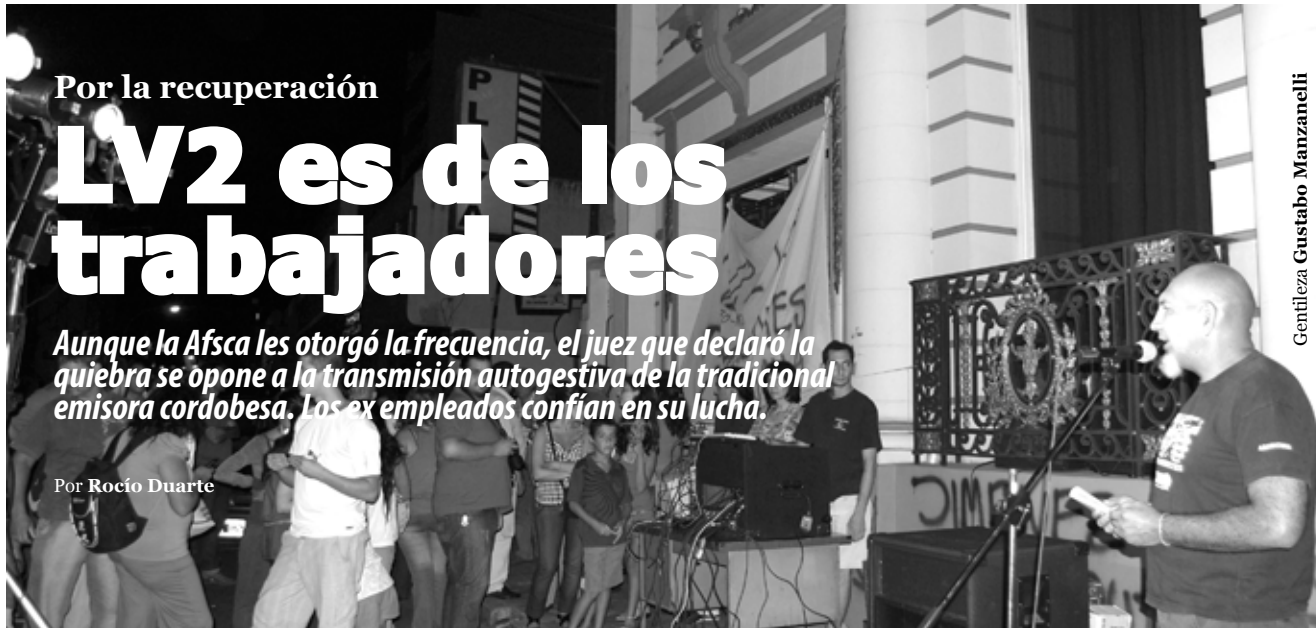 Por la recuperación
LV2 es de los
trabajadores
Aunque la Afsca les otorgó la frecuencia, el juez que declaró la
quiebra se opone a la transmisión autogestiva de la tradicional
emisora cordobesa. Los ex empleados confían en su lucha.
Por Rocío Duarte
Gentileza Gustabo Manzanelli
PLAYA